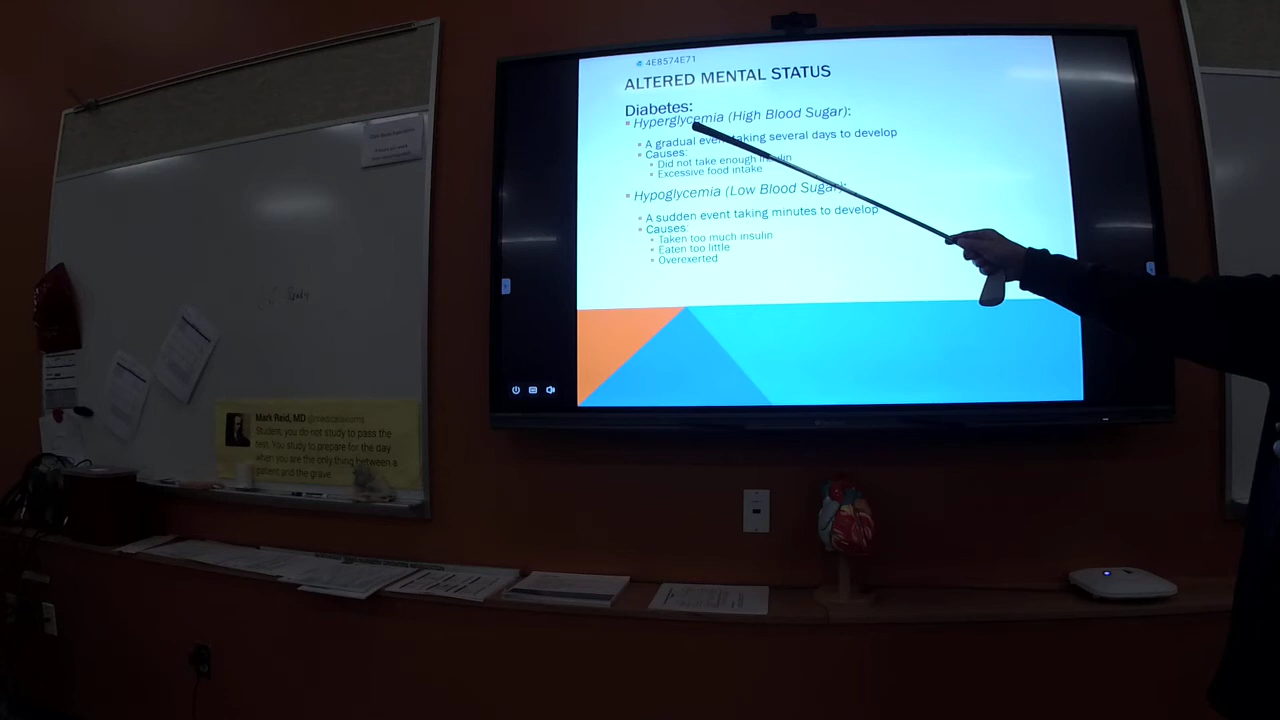 4E8574E71
ALTERED MENTAL STATUS
Diabetes:
Hyperglycemia (High Blood Sugar):
A gradual event taking several days to develop
Causes:
Did not take enough insulin
Excessive food intake
Hypoglycemia (Low Blood Sugar):
A sudden event taking minutes to develop
Causes:
Taken too much insulin
Eaten too little
Overexerted
Ready
Mark Reid, MD @medicalaxioms
Student, you do not study to pass the
test. You study to prepare for the day
when you are the only thing between a
patient and the grave.